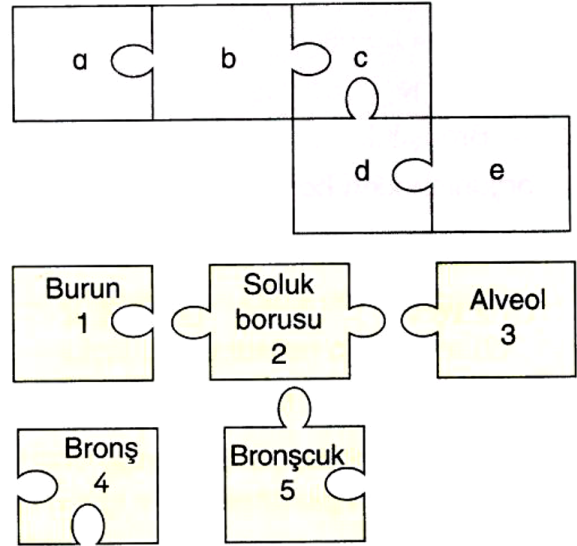 a b c
d e
Burun
1
Soluk
borusu
2
Alveol
3
Bronş
4
Bronşcuk
5